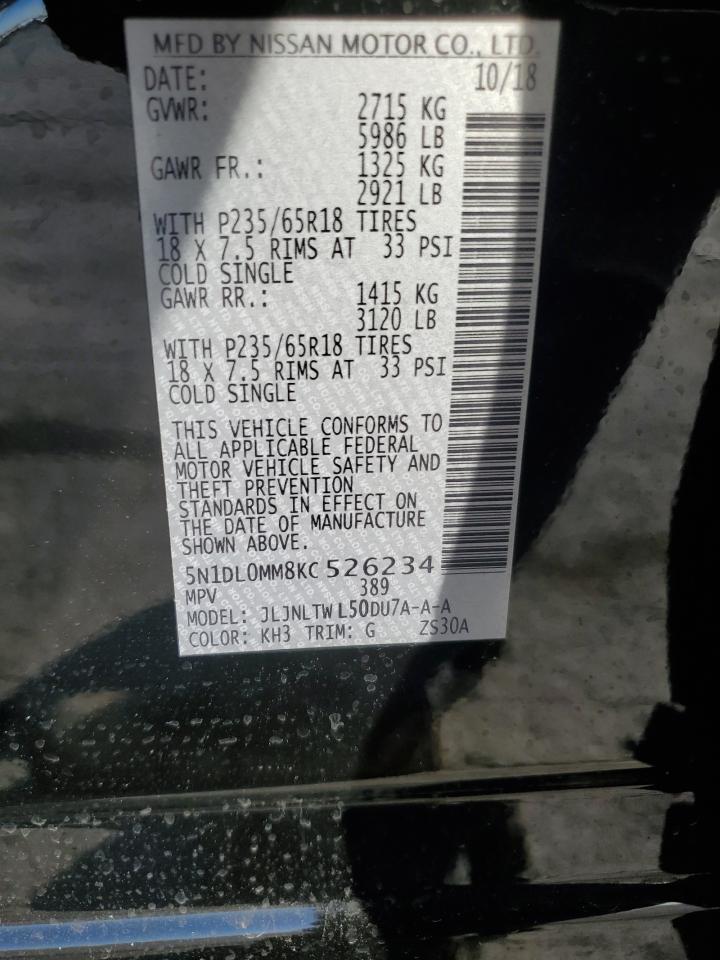 MFD BY NISSAN MOTOR CO., LTD.
DATE: 10/18
GVWR: 2715 KG
5986 LB
GAWR FR.: 1325 KG
2921 LB
WITH P235/65R18 TIRES
18 X 7.5 RIMS AT 33 PSI
COLD SINGLE
GAWR RR.: 1415 KG
3120 LB
WITH P235/65R18 TIRES
18 X 7.5 RIMS AT 33 PSI
COLD SINGLE
THIS VEHICLE CONFORMS TO
ALL APPLICABLE FEDERAL
MOTOR VEHICLE SAFETY AND
THEFT PREVENTION
STANDARDS IN EFFECT ON
THE DATE OF MANUFACTURE
SHOWN ABOVE.
5N1DL0MM8KC 526234
MPV 389
MODEL: JLJNLTW L50DU7A-A-A
COLOR: KH3 TRIM: G ZS30A